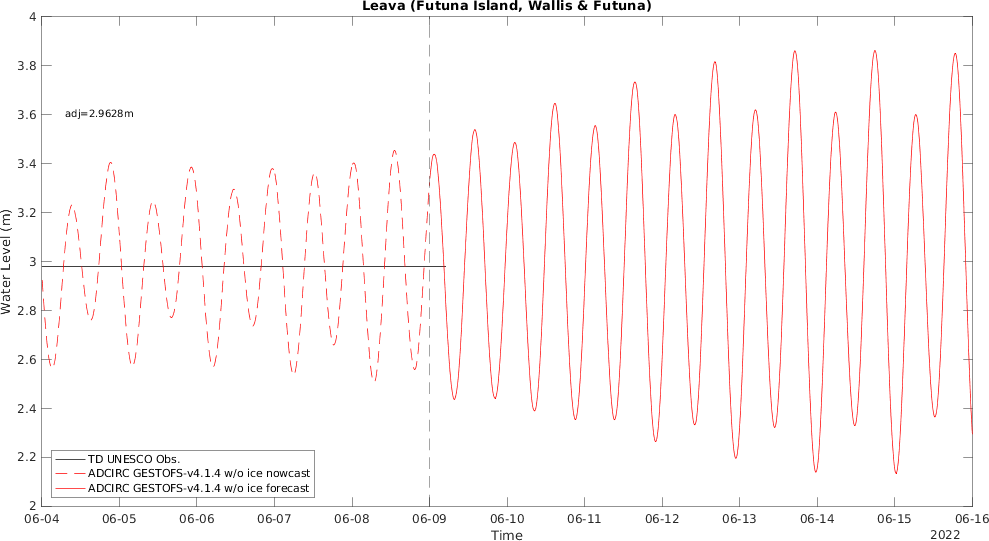 Leava (Futuna Island, Wallis & Futuna)
4
3.8
3.6
3.4
3.2
3
2.8
2.6
2.4
2.2
2
Water Level (m)
adj=2.9628m
TD UNESCO Obs.
ADCIRC GESTOFS-v4.1.4 w/o ice nowcast
ADCIRC GESTOFS-v4.1.4 w/o ice forecast
06-04 06-05 06-06 06-07 06-08 06-09 06-10 06-11 06-12 06-13 06-14 06-15 06-16
Time
2022